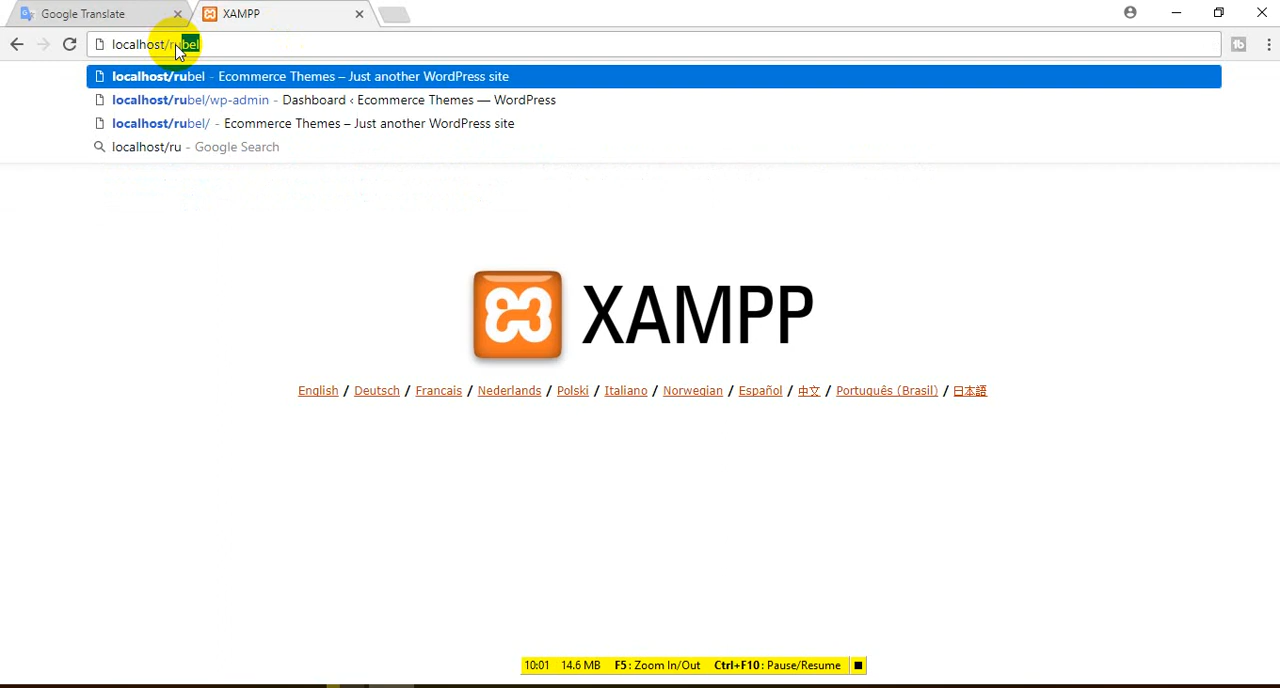 Google Translate
XAMPP
localhost/rubel
localhost/rubel - Ecommerce Themes – Just another WordPress site
localhost/rubel/wp-admin - Dashboard ‹ Ecommerce Themes — WordPress
localhost/rubel/ - Ecommerce Themes – Just another WordPress site
localhost/ru - Google Search
XAMPP
English / Deutsch / Francais / Nederlands / Polski / Italiano / Norwegian / Español / 中文 / Português (Brasil) / 日本語
10:01 14.6 MB F5: Zoom In/Out Ctrl+F10: Pause/Resume